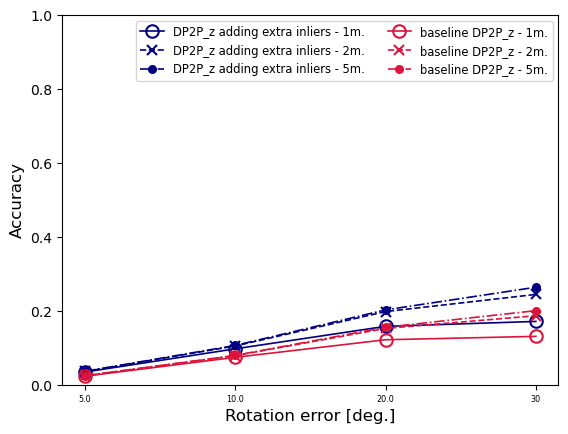 DP2P_z adding extra inliers - 1m.
DP2P_z adding extra inliers - 2m.
DP2P_z adding extra inliers - 5m.
baseline DP2P_z - 1m.
baseline DP2P_z - 2m.
baseline DP2P_z - 5m.
Accuracy
1.0
0.8
0.6
0.4
0.2
0.0
5.0 10.0 20.0 30
Rotation error [deg.]